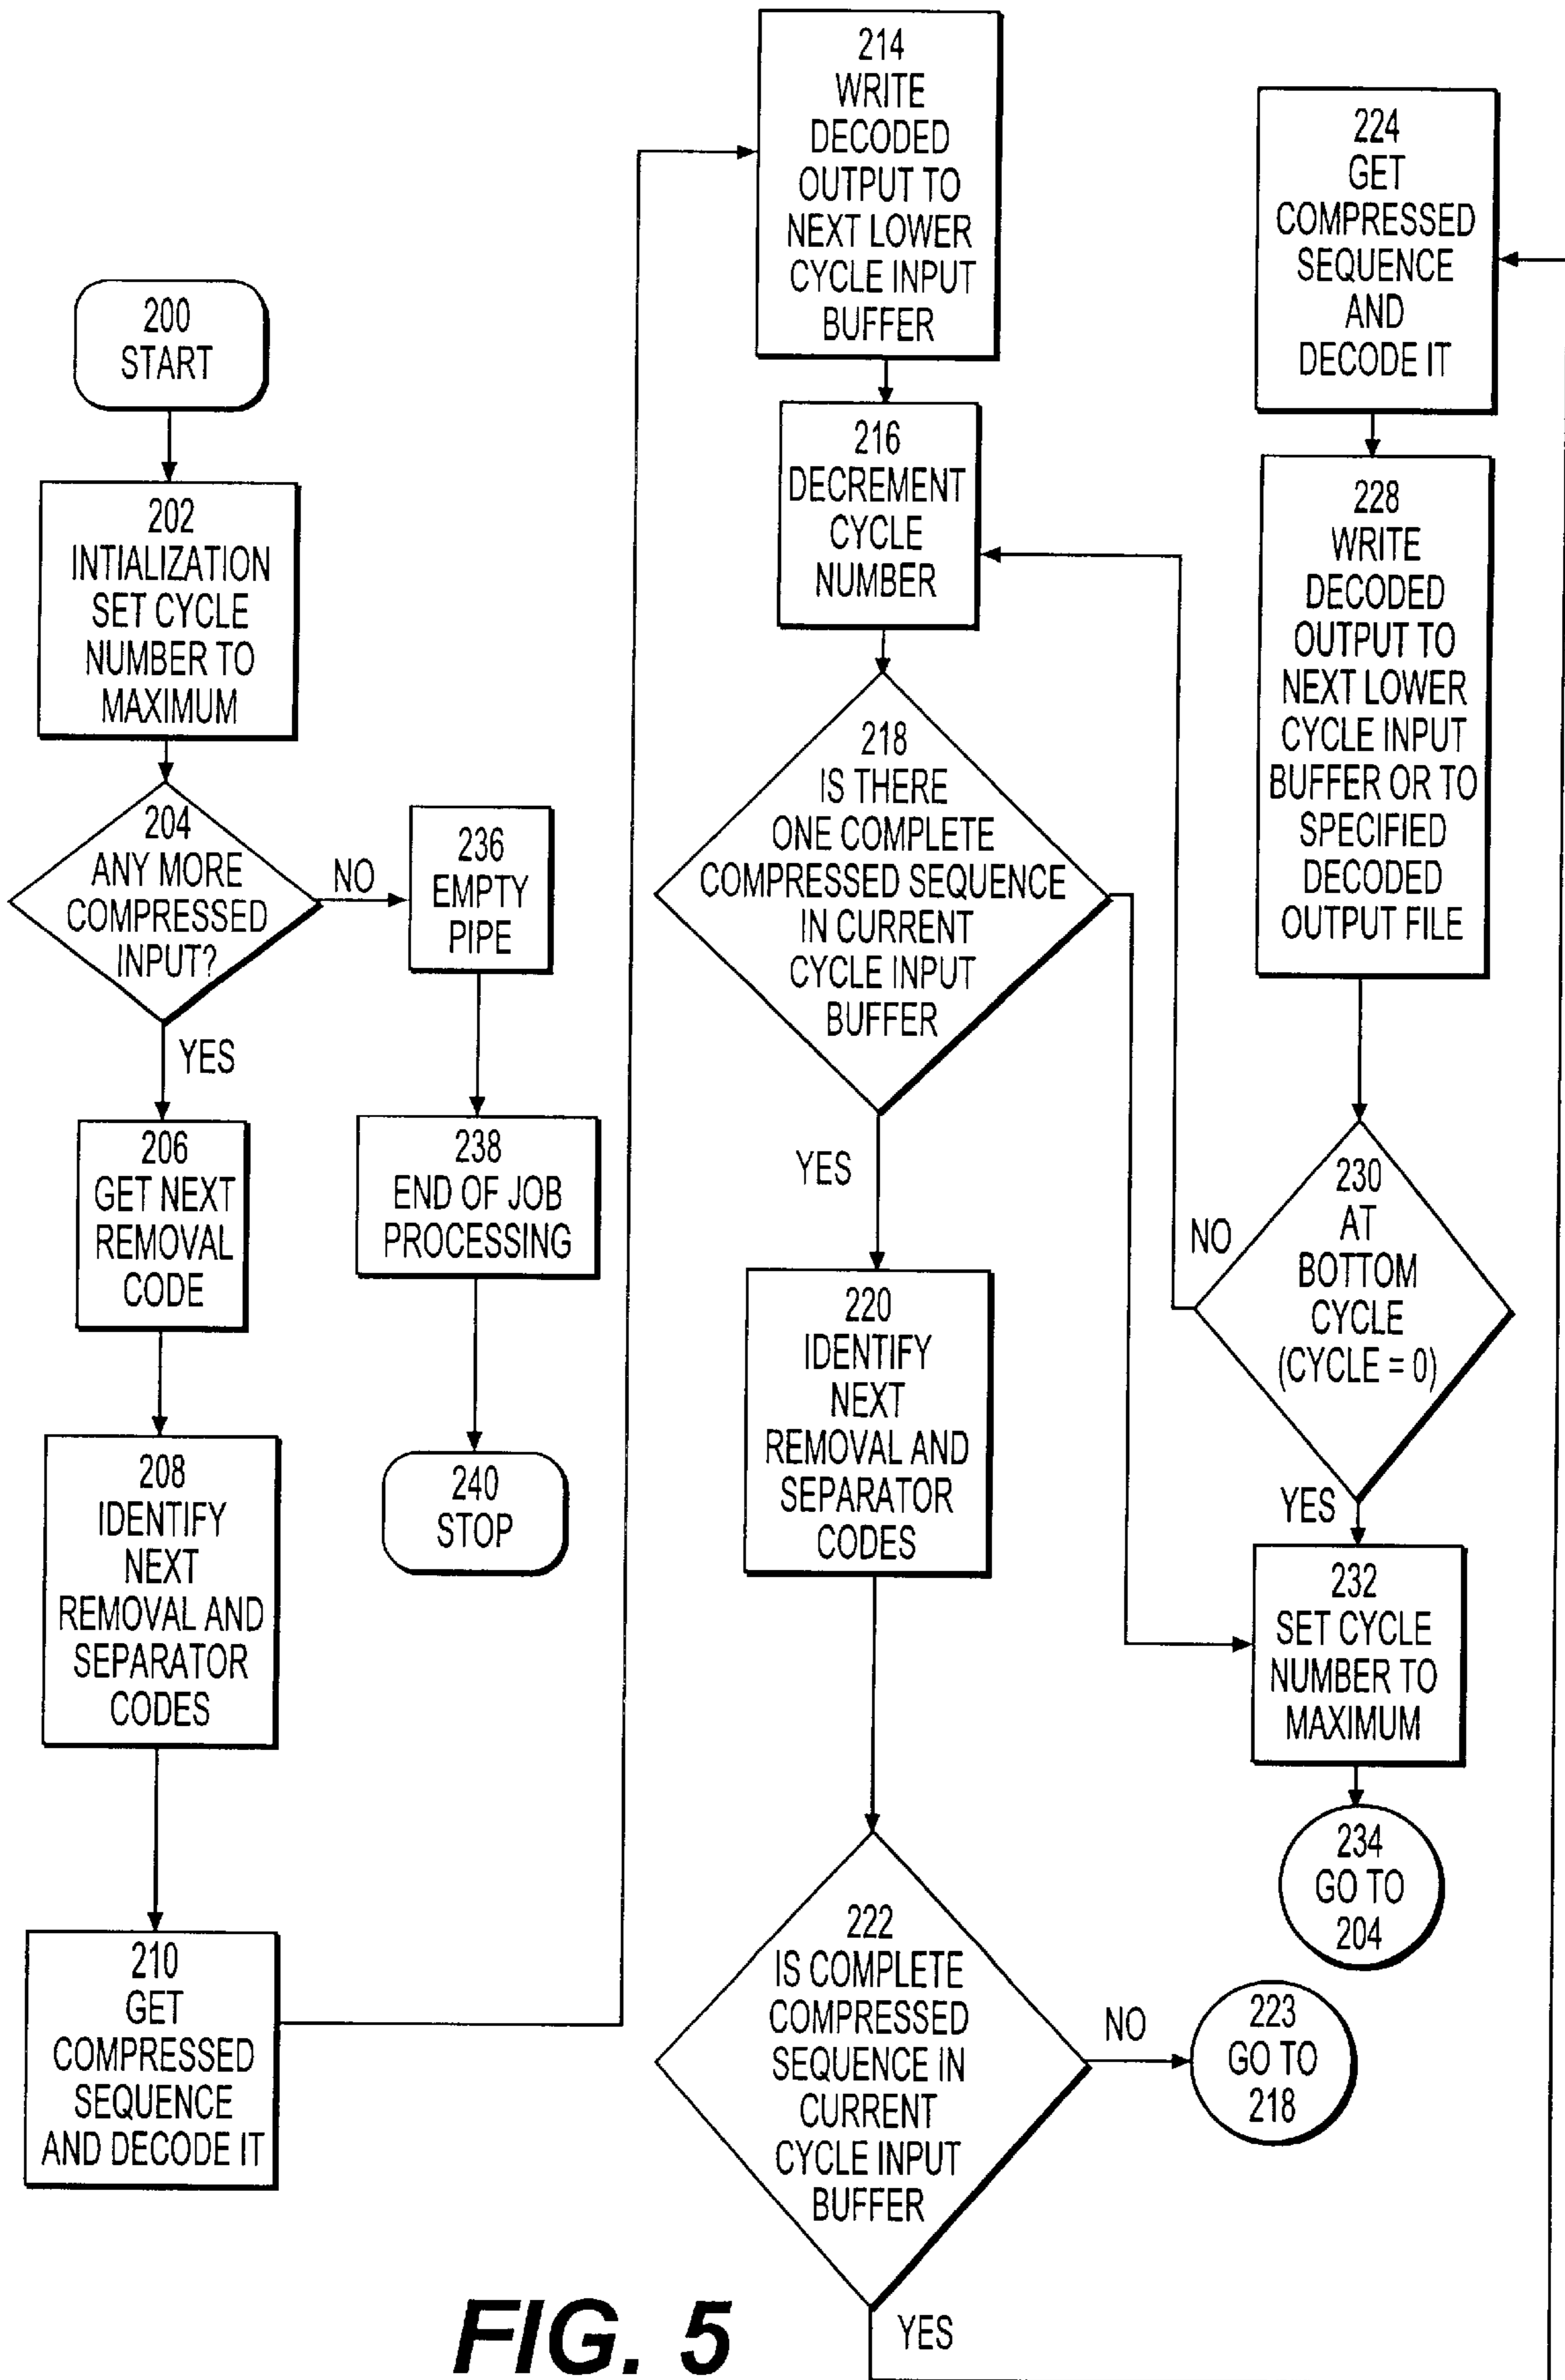 200
START
202
INTIALIZATION
SET CYCLE
NUMBER TO
MAXIMUM
204
ANY MORE
COMPRESSED
INPUT?
NO
YES
236
EMPTY
PIPE
206
GET NEXT
REMOVAL
CODE
238
END OF JOB
PROCESSING
208
IDENTIFY
NEXT
REMOVAL AND
SEPARATOR
CODES
240
STOP
210
GET
COMPRESSED
SEQUENCE
AND DECODE IT
214
WRITE
DECODED
OUTPUT TO
NEXT LOWER
CYCLE INPUT
BUFFER
216
DECREMENT
CYCLE
NUMBER
218
IS THERE
ONE COMPLETE
COMPRESSED SEQUENCE
IN CURRENT
CYCLE INPUT
BUFFER
YES
220
IDENTIFY
NEXT
REMOVAL AND
SEPARATOR
CODES
222
IS COMPLETE
COMPRESSED
SEQUENCE IN
CURRENT
CYCLE INPUT
BUFFER
NO
YES
223
GO TO
218
224
GET
COMPRESSED
SEQUENCE
AND
DECODE IT
228
WRITE
DECODED
OUTPUT TO
NEXT LOWER
CYCLE INPUT
BUFFER OR TO
SPECIFIED
DECODED
OUTPUT FILE
230
AT
BOTTOM
CYCLE
(CYCLE = 0)
NO
YES
232
SET CYCLE
NUMBER TO
MAXIMUM
234
GO TO
204
FIG. 5